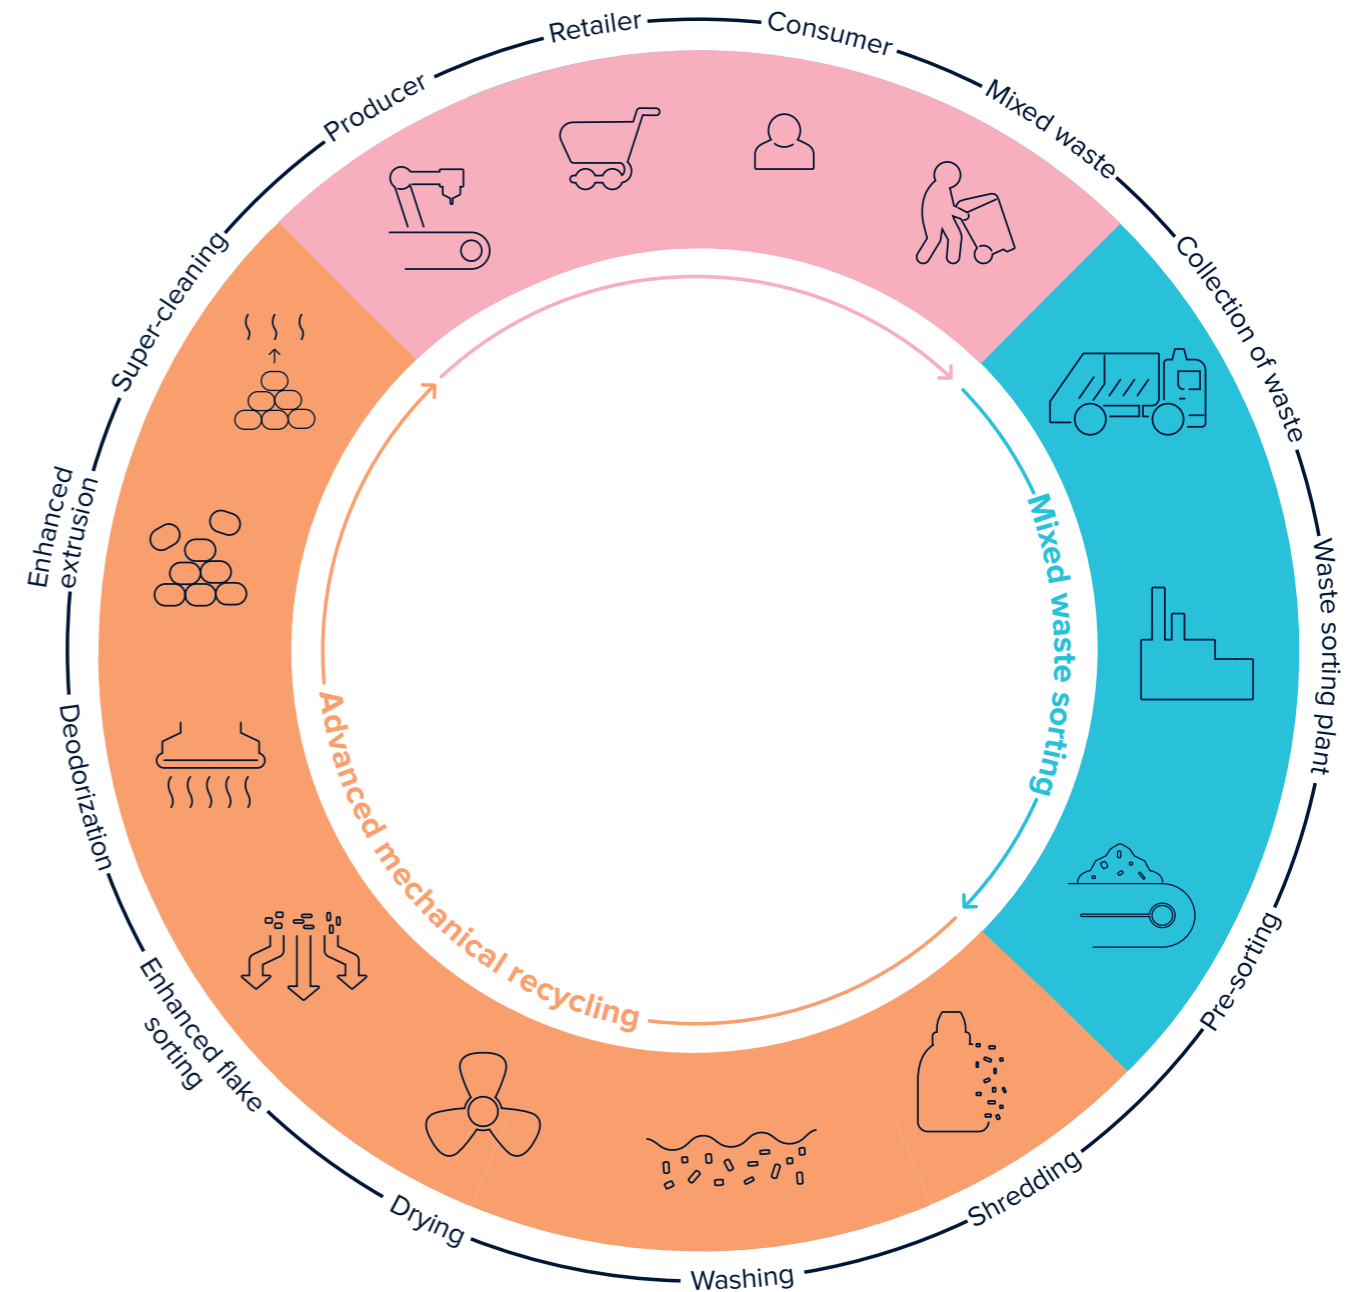 Retailer
Consumer
Producer
Mixed waste
Super-cleaning
Collection of waste
Enhanced
extrusion
Mixed waste sorting
Waste sorting plant
Advanced mechanical recycling
Deodorization
Pre-sorting
Enhanced flake
sorting
Shredding
Drying
Washing